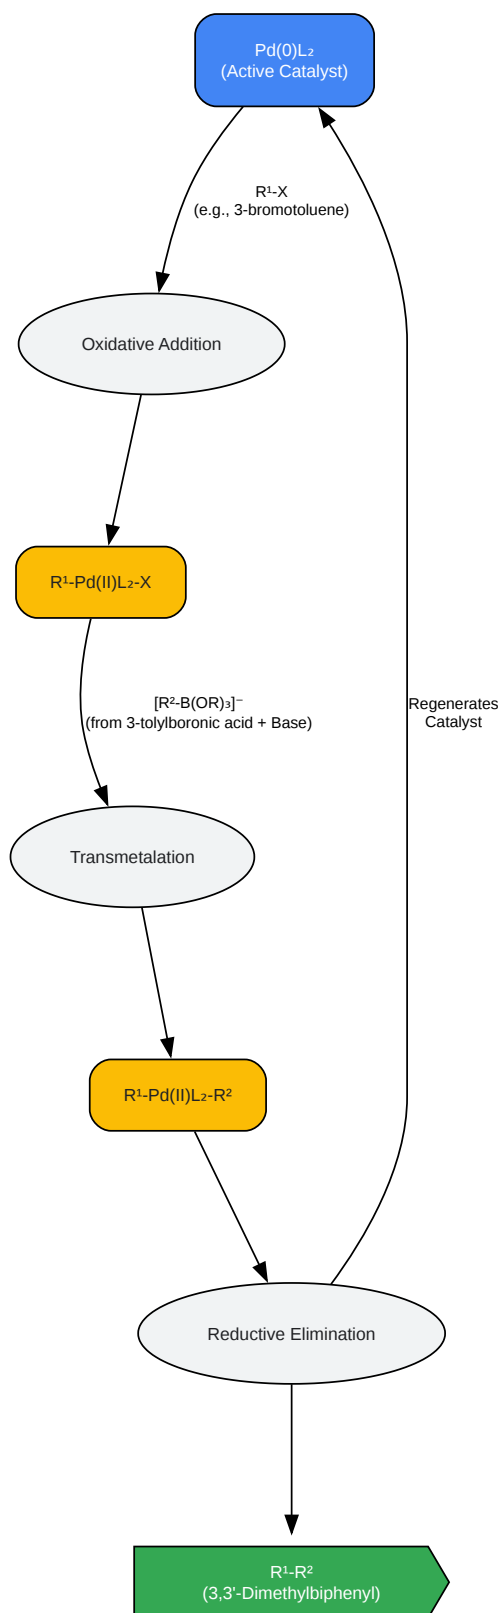 Pd(0)L₂
(Active Catalyst)
R¹-X
(e.g., 3-bromotoluene)
Oxidative Addition
R¹-Pd(II)L₂-X
[R²-B(OR)₃]⁻
(from 3-tolylboronic acid + Base)
Regenerates
Catalyst
Transmetalation
R¹-Pd(II)L₂-R²
Reductive Elimination
R¹-R²
(3,3'-Dimethylbiphenyl)